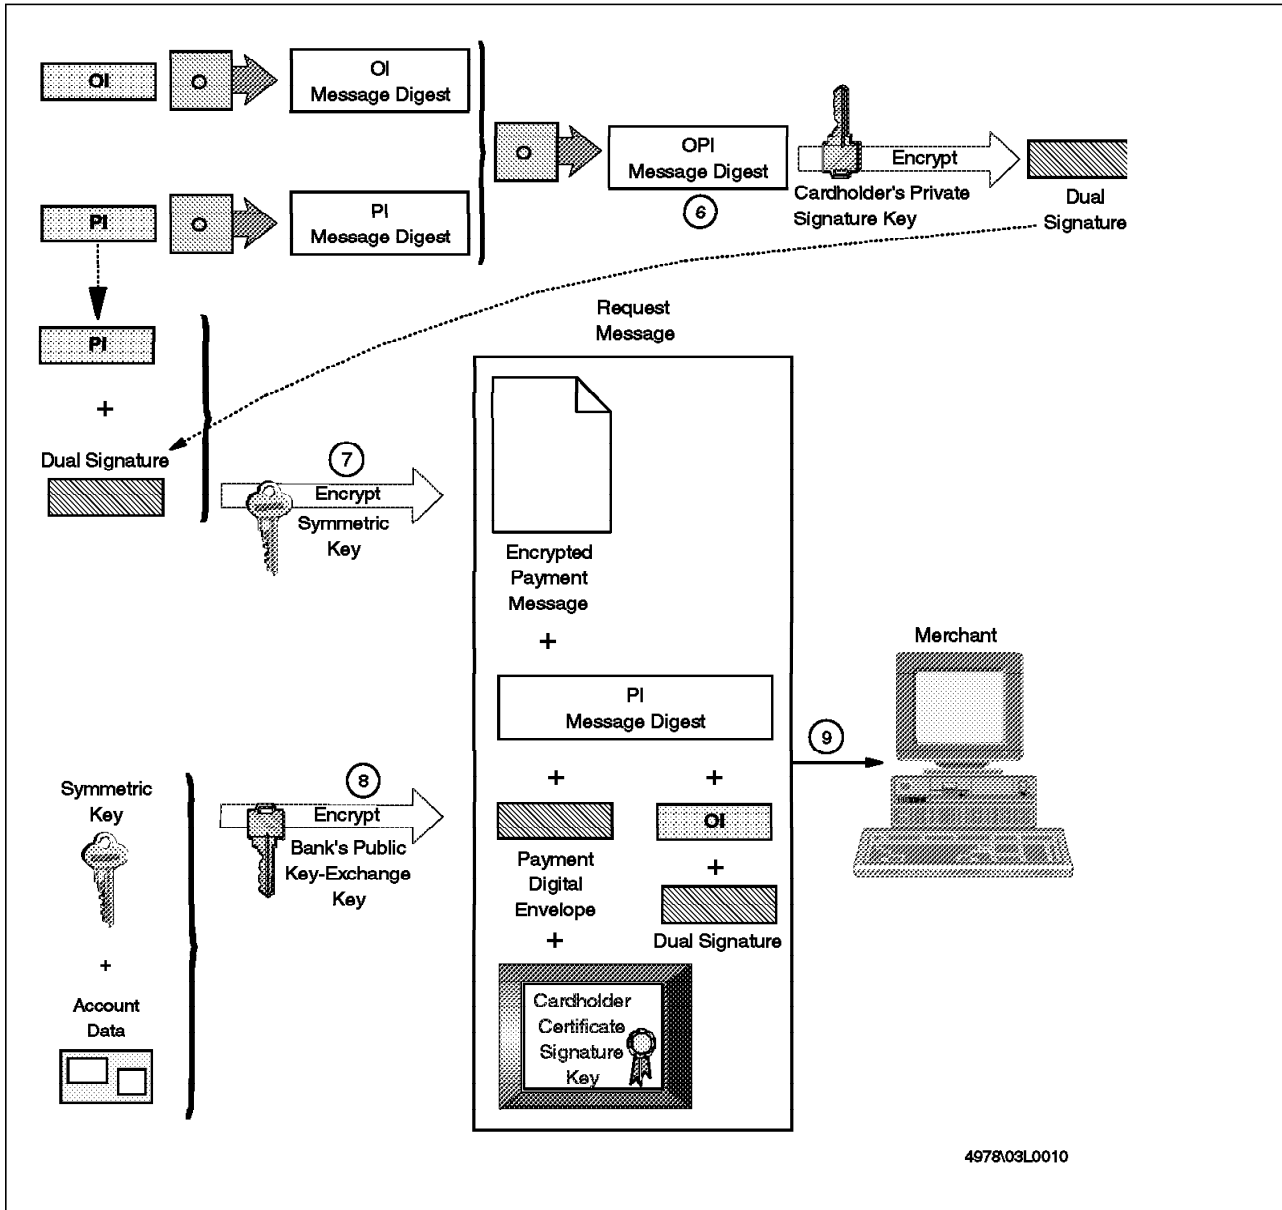 OI
O
OI
Message Digest
PI
O
PI
Message Digest
O
OPI
Message Digest
6
Encrypt
Cardholder's Private
Signature Key
Dual
Signature
PI
+
Dual Signature
7
Encrypt
Symmetric
Key
Request
Message
Encrypted
Payment
Message
+
PI
Message Digest
+
+
OI
Payment
Digital
Envelope
+
Dual Signature
+
Cardholder
Certificate
Signature
Key
Symmetric
Key
+
Account
Data
8
Encrypt
Bank's Public
Key-Exchange
Key
9
Merchant
4978\03L0010